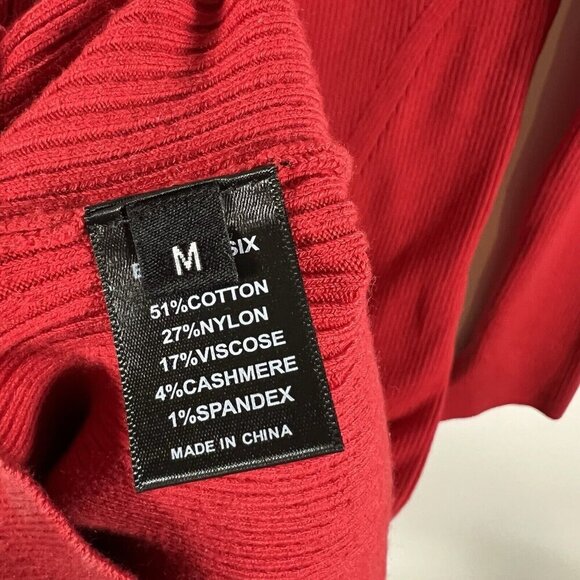 M
SIX
51%COTTON
27%NYLON
17%VISCOSE
4%CASHMERE
1%SPANDEX
MADE IN CHINA